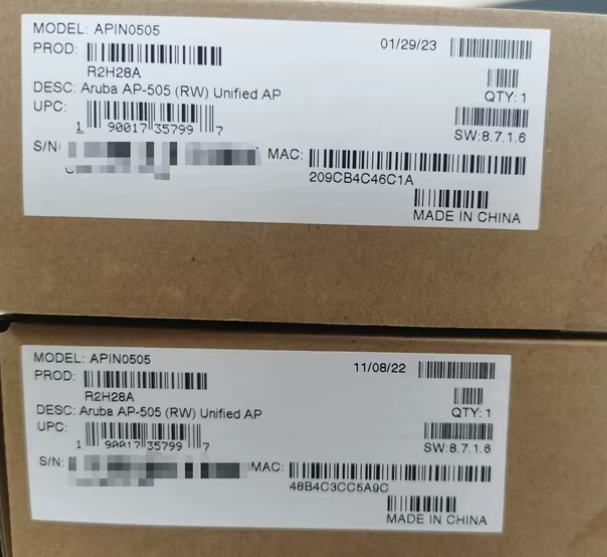 MODEL: APIN0505
01/29/23
PROD:
R2H28A
QTY: 1
DESC: Aruba AP-505 (RW) Unified AP
UPC:
1 90017 35799 7
SW:8.7.1.6
S/N:
MAC:
209CB4C46C1A
MADE IN CHINA
MODEL: APIN0505
11/08/22
PROD:
R2H28A
QTY: 1
DESC: Aruba AP-505 (RW) Unified AP
UPC:
1 90017 35799 7
SW:8.7.1.6
S/N:
MAC:
48B4C3CC5A9C
MADE IN CHINA